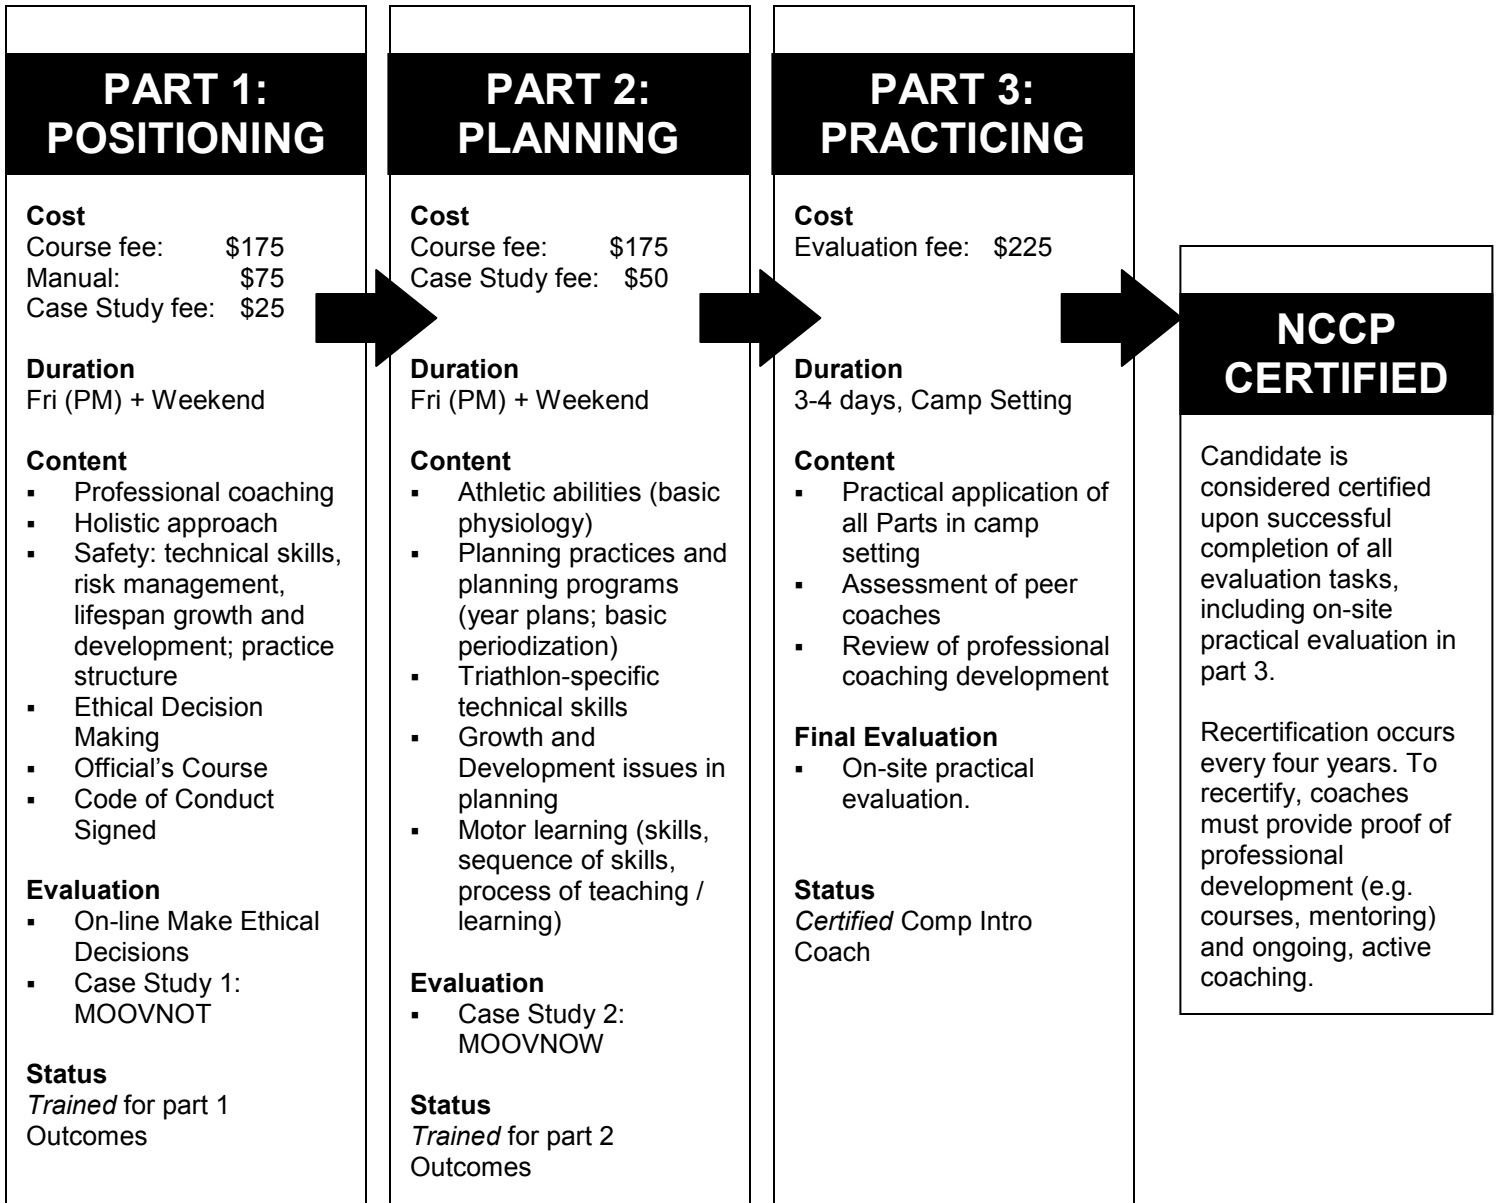 PART 1:
POSITIONING
Cost
Course fee: $175
Manual: $75
Case Study fee: $25
Duration
Fri (PM) + Weekend
Content
▪ Professional coaching
▪ Holistic approach
▪ Safety: technical skills,
risk management,
lifespan growth and
development; practice
structure
▪ Ethical Decision
Making
▪ Official’s Course
▪ Code of Conduct
Signed
Evaluation
▪ On-line Make Ethical
Decisions
▪ Case Study 1:
MOOVNOT
Status
Trained for part 1
Outcomes
PART 2:
PLANNING
Cost
Course fee: $175
Case Study fee: $50
Duration
Fri (PM) + Weekend
Content
▪ Athletic abilities (basic
physiology)
▪ Planning practices and
planning programs
(year plans; basic
periodization)
▪ Triathlon-specific
technical skills
▪ Growth and
Development issues in
planning
▪ Motor learning (skills,
sequence of skills,
process of teaching /
learning)
Evaluation
▪ Case Study 2:
MOOVNOW
Status
Trained for part 2
Outcomes
PART 3:
PRACTICING
Cost
Evaluation fee: $225
Duration
3-4 days, Camp Setting
Content
▪ Practical application of
all Parts in camp
setting
▪ Assessment of peer
coaches
▪ Review of professional
coaching development
Final Evaluation
▪ On-site practical
evaluation.
Status
Certified Comp Intro
Coach
NCCP
CERTIFIED
Candidate is
considered certified
upon successful
completion of all
evaluation tasks,
including on-site
practical evaluation in
part 3.
Recertification occurs
every four years. To
recertify, coaches
must provide proof of
professional
development (e.g.
courses, mentoring)
and ongoing, active
coaching.